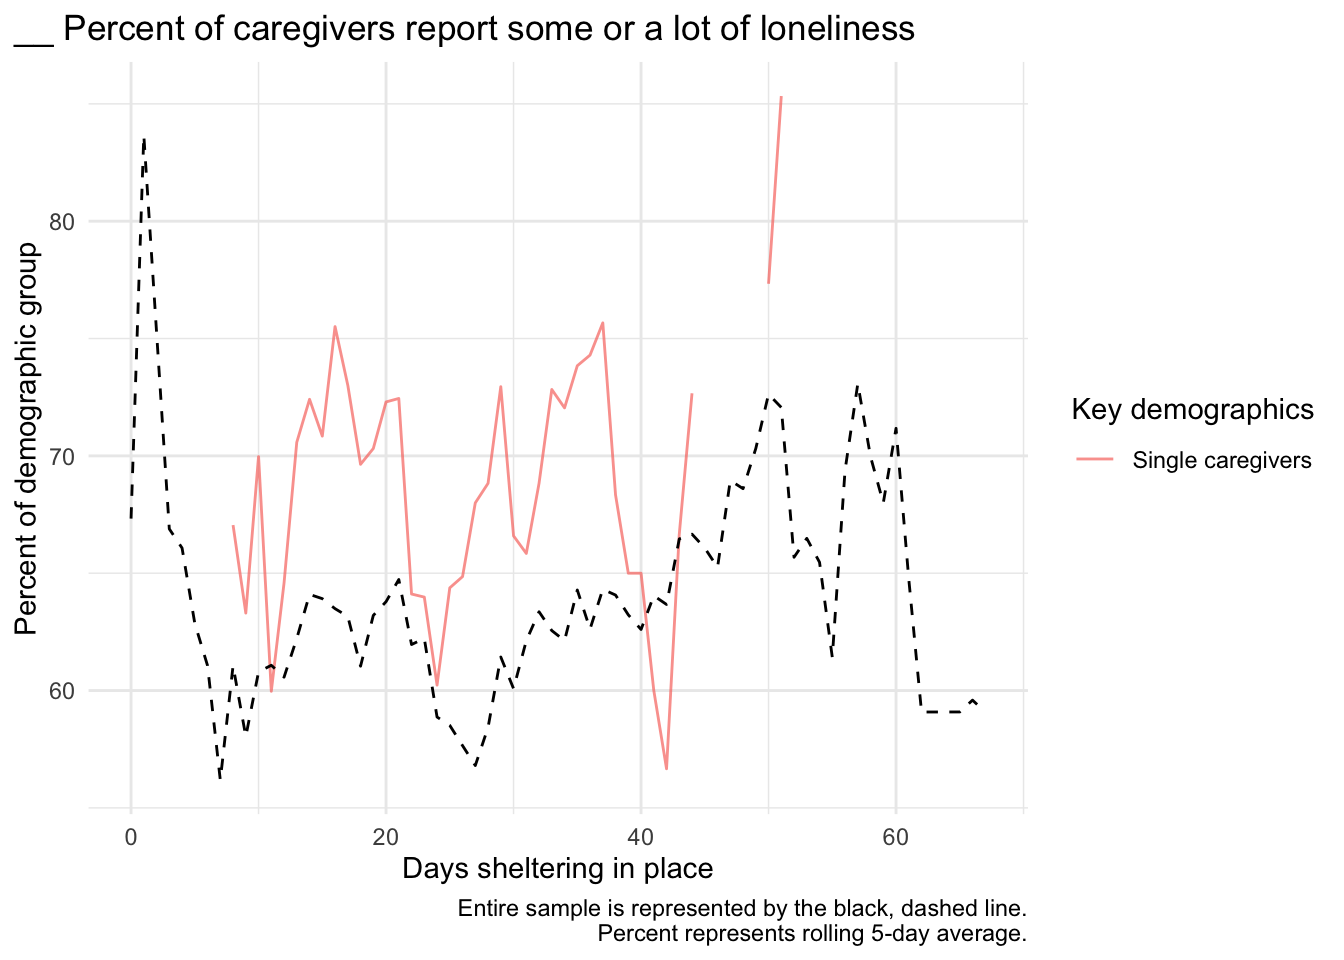 __ Percent of caregivers report some or a lot of loneliness
Percent of demographic group
80
70
60
0 20 40 60
Days sheltering in place
Key demographics
Single caregivers
Entire sample is represented by the black, dashed line.
Percent represents rolling 5-day average.